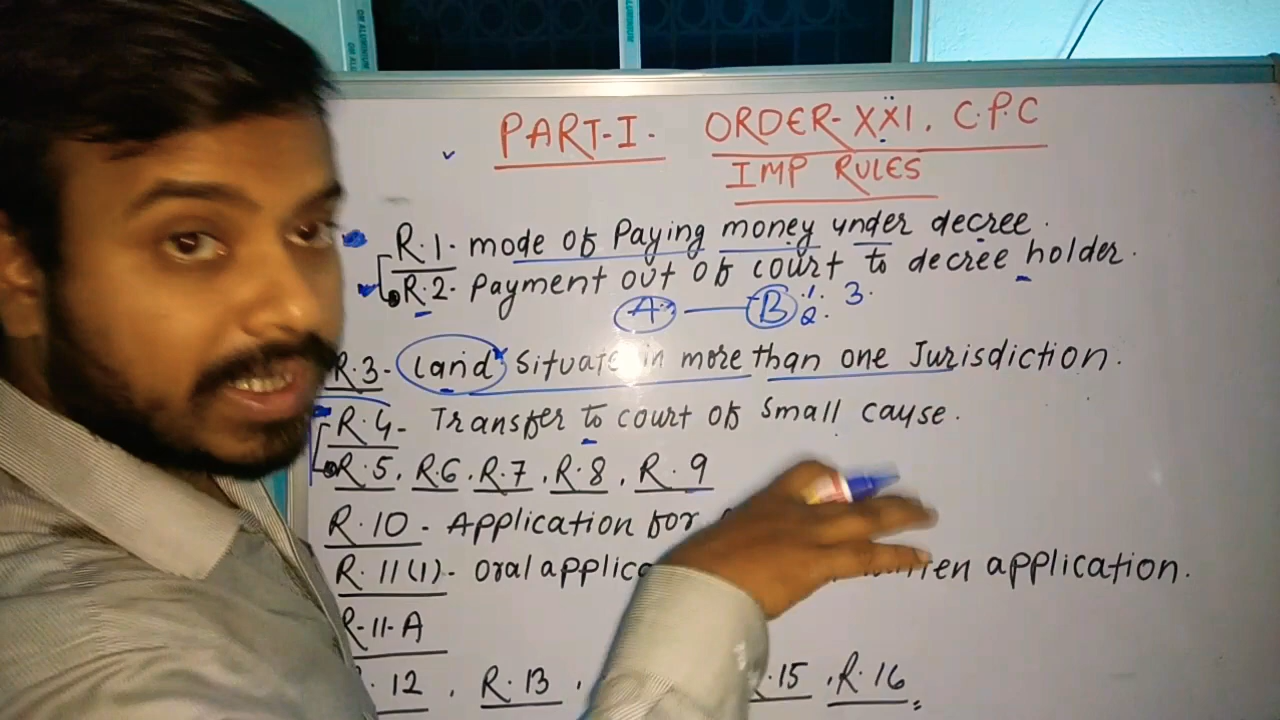 PART-I. ORDER-XXI. C.P.C
IMP RULES
R.1- mode of Paying money under decree.
R.2- Payment out of court to decree holder.
A B 1. 2. 3.
R.3- Land Situate in more than one Jurisdiction.
R.4- Transfer to court of Small cause.
R.5, R.6, R.7, R.8, R.9
R.10- Application for
R.11(1)- Oral application.
R-11-A
12, R.13, .15, R.16